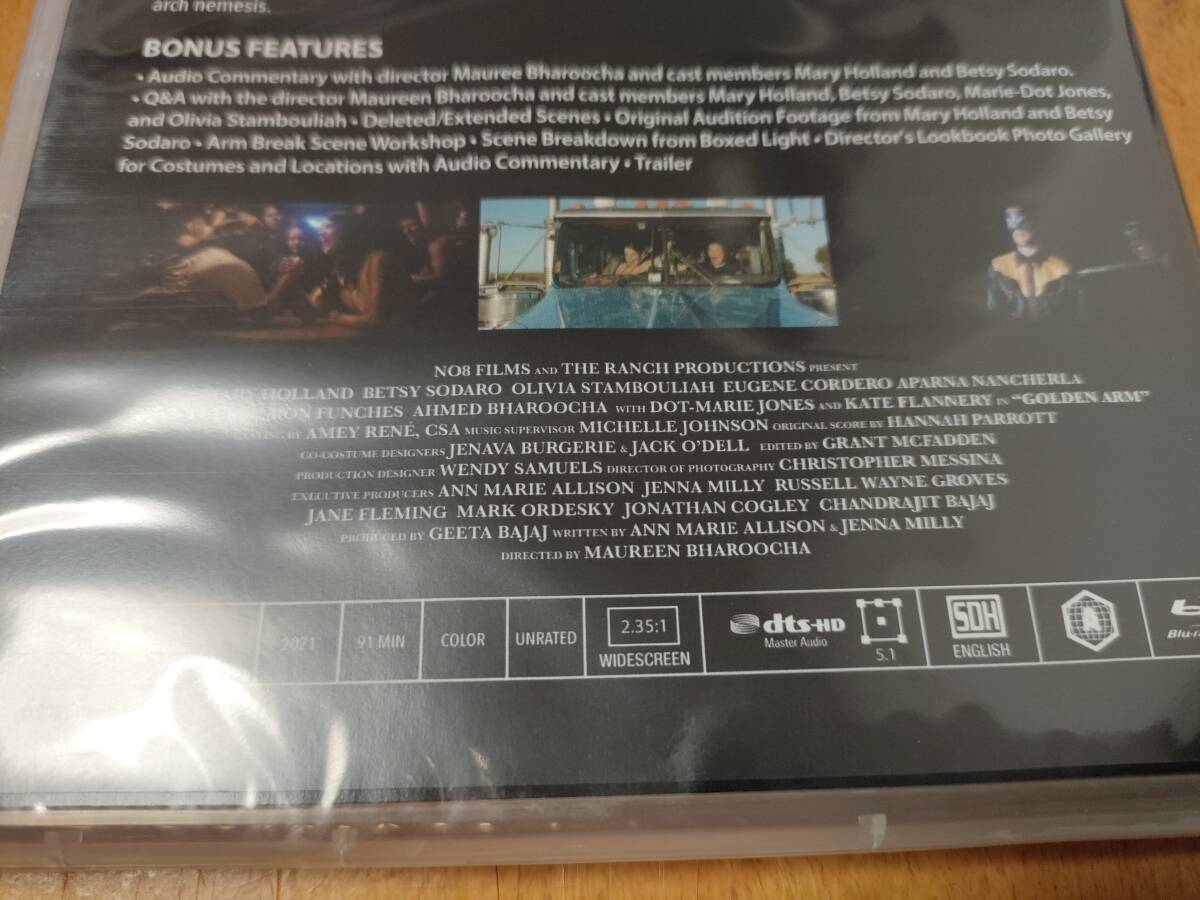 arch nemesis.
BONUS FEATURES
• Audio Commentary with director Mauree Bharoocha and cast members Mary Holland and Betsy Sodaro.
• Q&A with the director Maureen Bharoocha and cast members Mary Holland, Betsy Sodaro, Marie-Dot Jones,
and Olivia Stambouliah • Deleted/Extended Scenes • Original Audition Footage from Mary Holland and Betsy
Sodaro • Arm Break Scene Workshop • Scene Breakdown from Boxed Light • Director's Lookbook Photo Gallery
for Costumes and Locations with Audio Commentary • Trailer
NO8 FILMS AND THE RANCH PRODUCTIONS PRESENT
HOLLAND BETSY SODARO OLIVIA STAMBOULIAH EUGENE CORDERO APARNA NANCHERLA
FUNCHES AHMED BHAROOCHA WITH DOT-MARIE JONES AND KATE FLANNERY IN "GOLDEN ARM"
BY AMEY RENÉ, CSA MUSIC SUPERVISOR MICHELLE JOHNSON ORIGINAL SCORE BY HANNAH PARROTT
CO-COSTUME DESIGNERS JENAVA BURGERIE & JACK O'DELL EDITED BY GRANT MCFADDEN
PRODUCTION DESIGNER WENDY SAMUELS DIRECTOR OF PHOTOGRAPHY CHRISTOPHER MESSINA
EXECUTIVE PRODUCERS ANN MARIE ALLISON JENNA MILLY RUSSELL WAYNE GROVES
JANE FLEMING MARK ORDESKY JONATHAN COGLEY CHANDRAJIT BAJAJ
PRODUCED BY GEETA BAJAJ WRITTEN BY ANN MARIE ALLISON & JENNA MILLY
DIRECTED BY MAUREEN BHAROOCHA
2021 91 MIN COLOR UNRATED 2.35:1 WIDESCREEN dts-HD Master Audio 5.1 SDH ENGLISH A